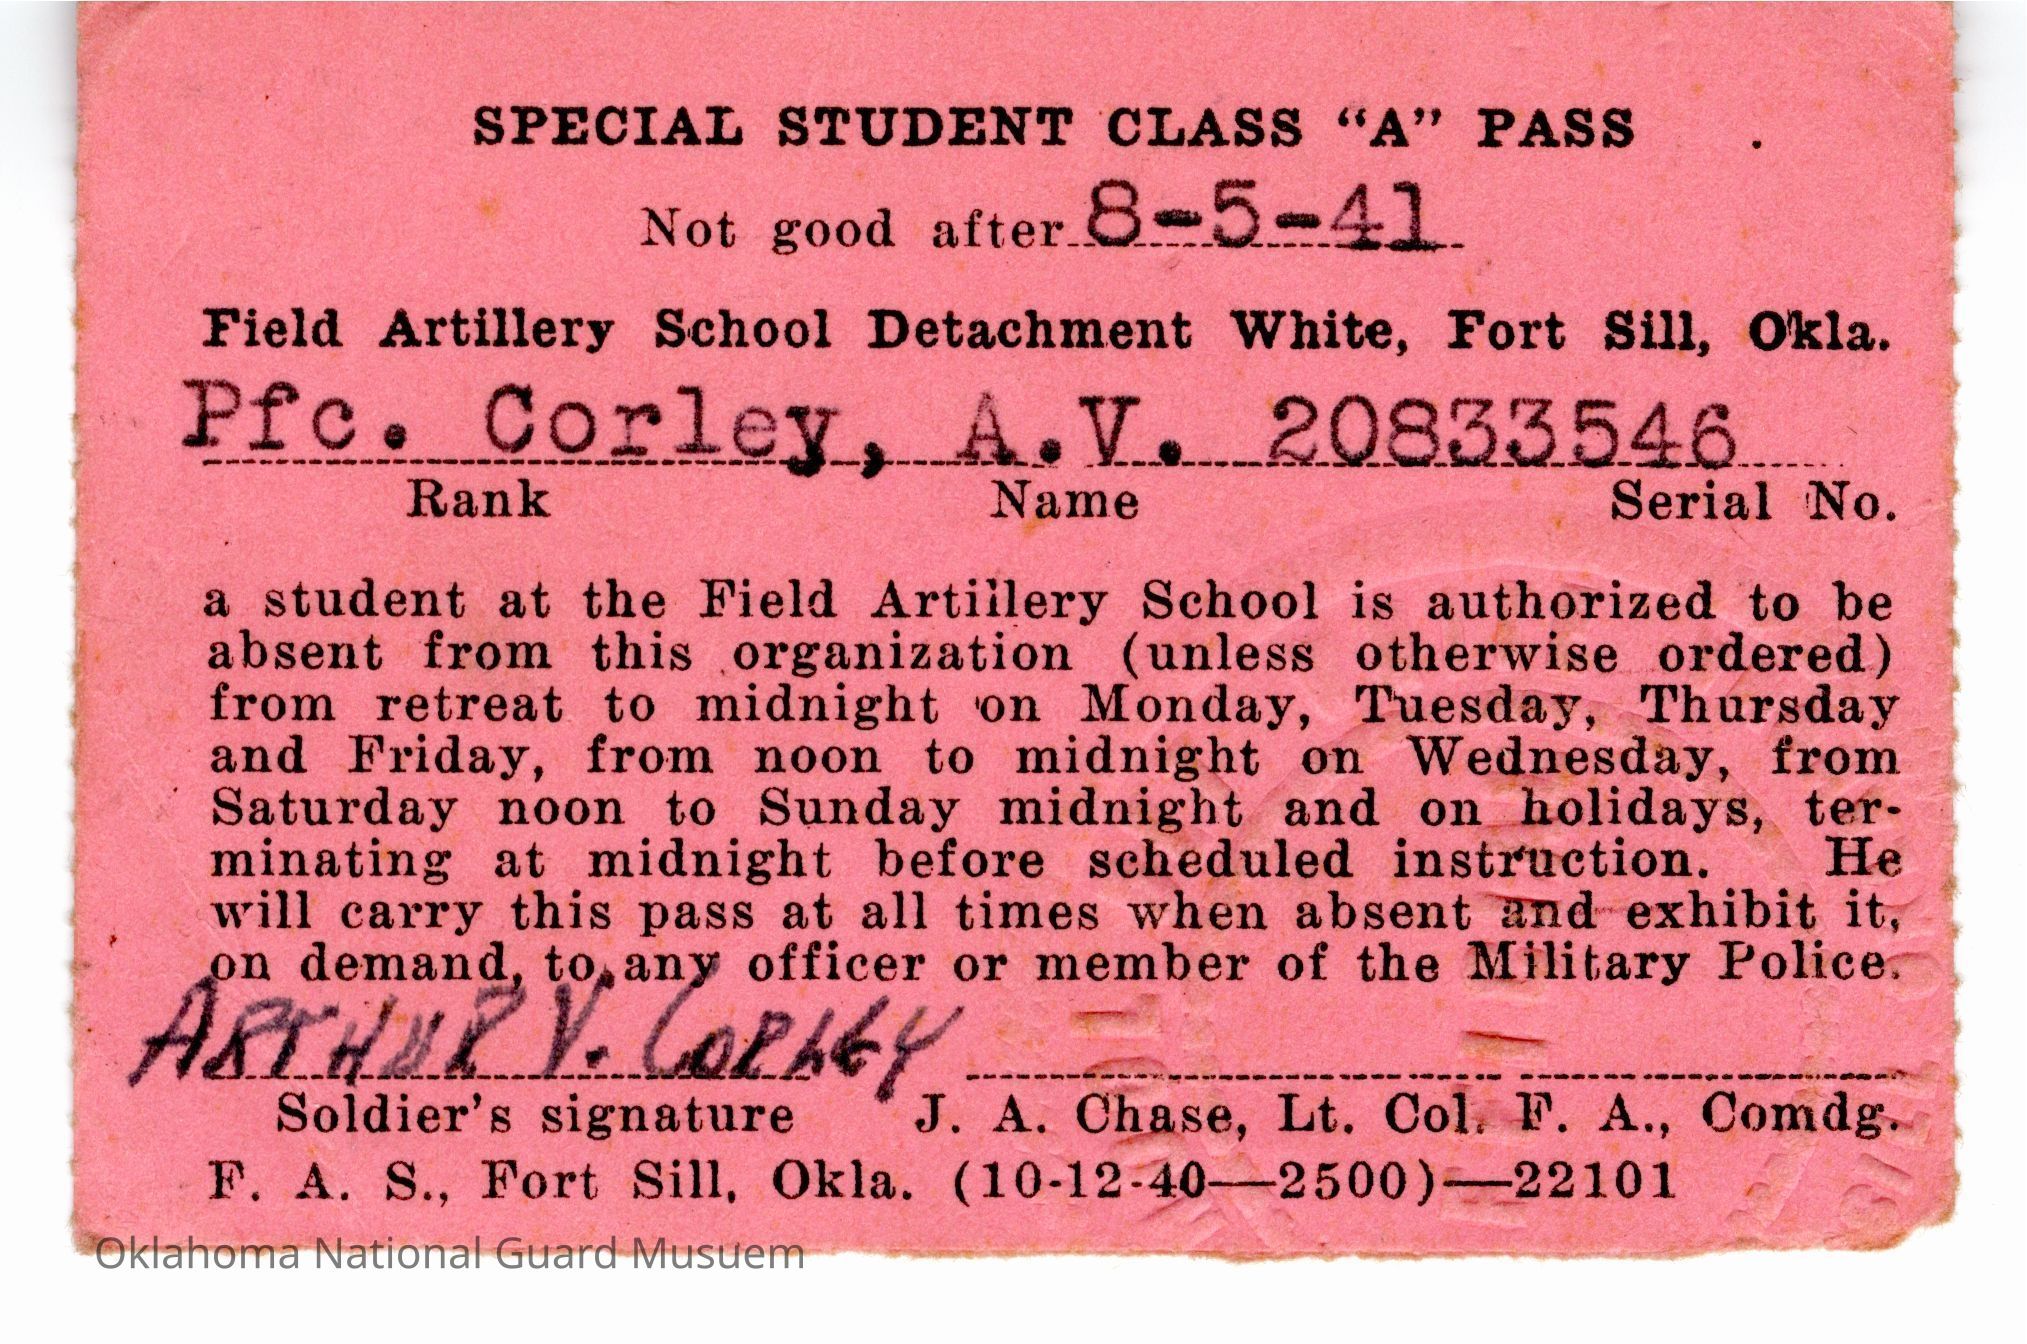 SPECIAL STUDENT CLASS “A” PASS
Not good after 8-5-41
Field Artillery School Detachment White, Fort Sill, Okla.
Pfc. Corley, A.V. 20833546
Rank Name Serial No.
a student at the Field Artillery School is authorized to be
absent from this organization (unless otherwise ordered)
from retreat to midnight on Monday, Tuesday, Thursday
and Friday, from noon to midnight on Wednesday, from
Saturday noon to Sunday midnight and on holidays, ter-
minating at midnight before scheduled instruction. He
will carry this pass at all times when absent and exhibit it,
on demand, to any officer or member of the Military Police.
ARTHUR V. CORLEY
Soldier's signature J. A. Chase, Lt. Col. F. A., Comdg.
F. A. S., Fort Sill, Okla. (10-12-40—2500)—22101
Oklahoma National Guard Musuem